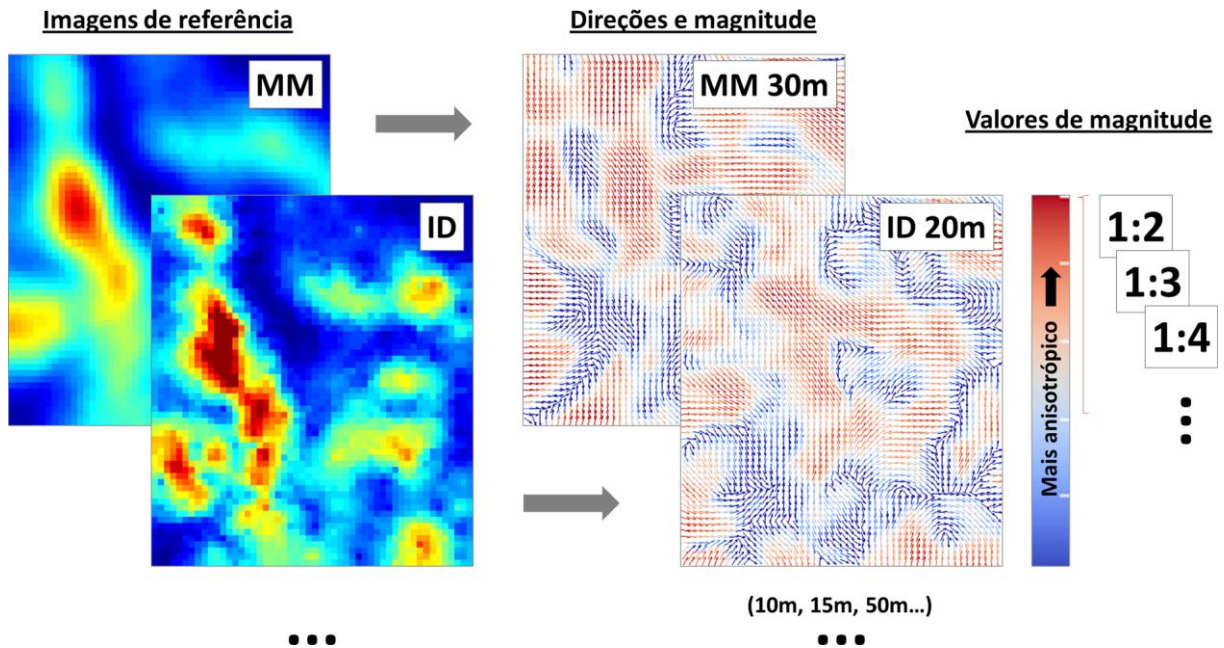 Imagens de referência
Direções e magnitude
MM
MM 30m
Valores de magnitude
ID
ID 20m
1:2
1:3
1:4
Mais anisotrópico
(10m, 15m, 50m...)
...
...